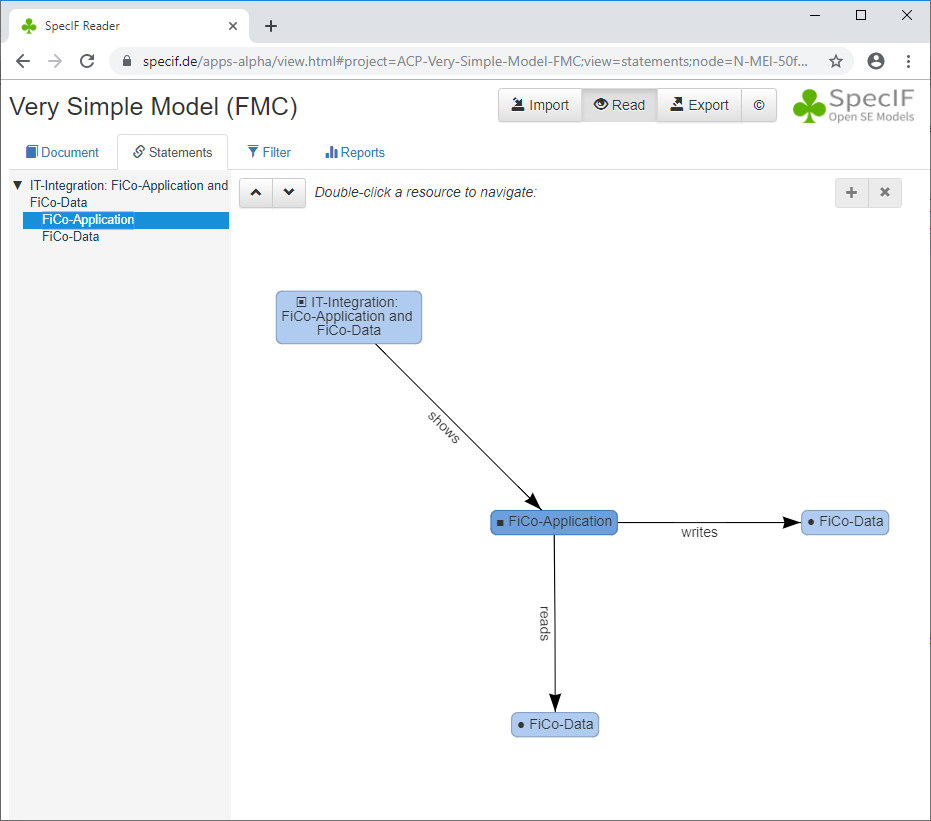 SpecIF Reader
specif.de/apps-alpha/view.html#project=ACP-Very-Simple-Model-FMC;view=statements;node=N-MEI-50f...
Very Simple Model (FMC)
Import
Read
Export
©
SpecIF
Open SE Models
Document
Statements
Filter
Reports
IT-Integration: FiCo-Application and
FiCo-Data
FiCo-Application
FiCo-Data
Double-click a resource to navigate:
IT-Integration:
FiCo-Application and
FiCo-Data
shows
FiCo-Application
writes
FiCo-Data
reads
FiCo-Data